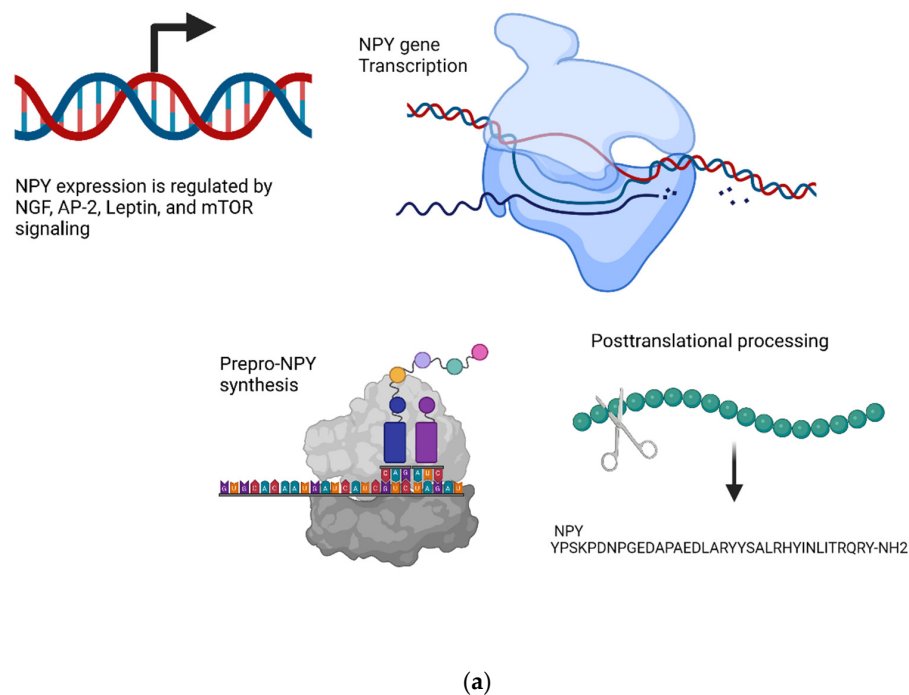 NPY expression is regulated by
NGF, AP-2, Leptin, and mTOR
signaling
NPY gene
Transcription
Prepro-NPY
synthesis
C A G A U C
G U G C A C A A U G A U C A U C G U C U A G A U
Posttranslational processing
NPY
YPSKPDNPGEDAPAEDLARYYSALRHYINLITRQRY-NH2
(a)